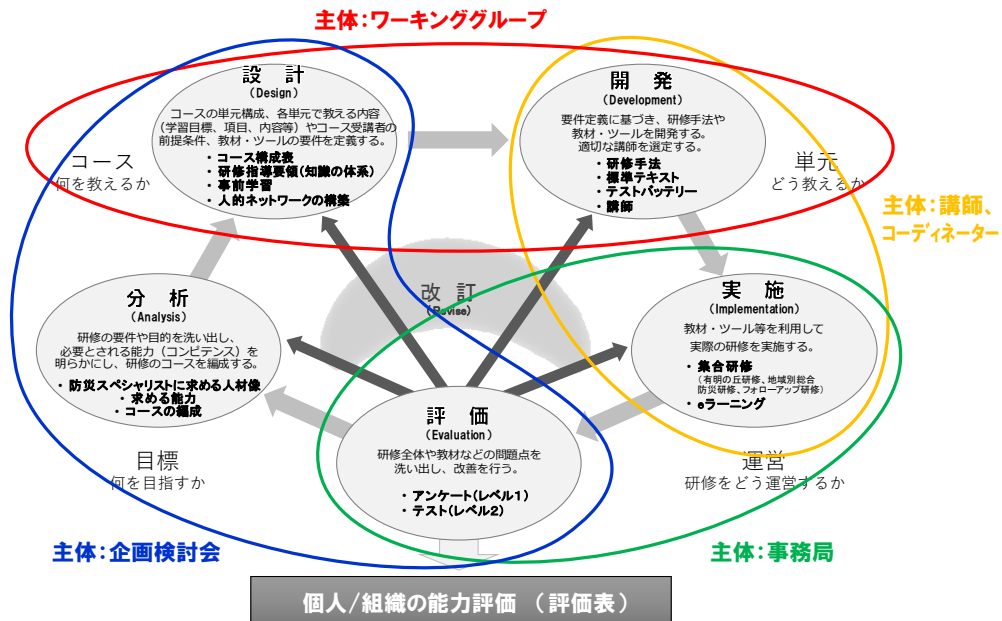 主体：ワーキンググループ
設　計
(Design)
コースの単元構成、各単元で教える内容
（学習目標、項目、内容等）やコース受講者の
前提条件、教材・ツールの要件を定義する。
・コース構成表
・研修指導要領(知識の体系)
・事前学習
・人的ネットワークの構築
開　発
(Development)
要件定義に基づき、研修手法や
教材・ツールを開発する。
適切な講師を選定する。
・研修手法
・標準テキスト
・テストバッテリー
・講師
コース
何を教えるか
単元
どう教えるか
主体：講師、
コーディネーター
改　訂
(Revise)
分　析
(Analysis)
研修の要件や目的を洗い出し、
必要とされる能力（コンピテンス）を
明らかにし、研修のコースを編成する。
・防災スペシャリストに求める人材像
・求める能力
・コースの編成
実　施
(Implementation)
教材・ツール等を利用して
実際の研修を実施する。
・集合研修
（有明の丘研修、地域別総合
防災研修、フォローアップ研修）
・eラーニング
評　価
(Evaluation)
研修全体や教材などの問題点を
洗い出し、改善を行う。
・アンケート(レベル1)
・テスト(レベル2)
目標
何を目指すか
運営
研修をどう運営するか
主体：企画検討会
主体：事務局
個人/組織の能力評価　（評価表）